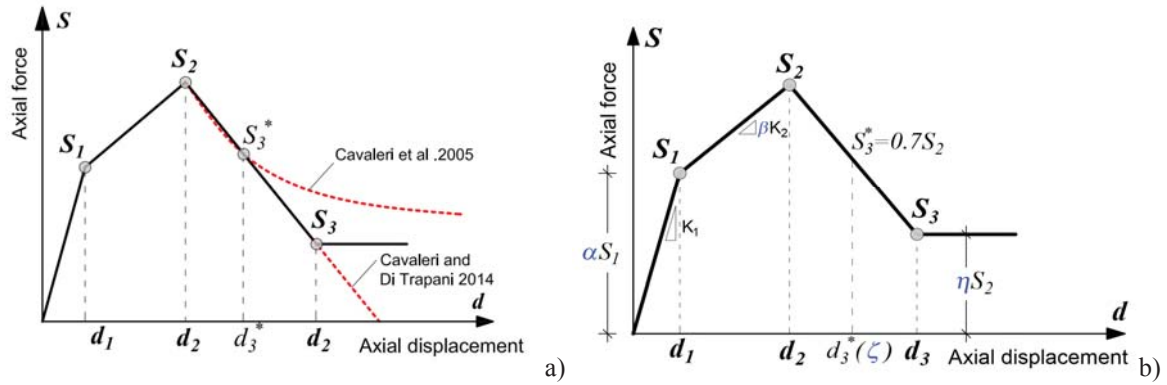 S
Axial force
S₂
S₁
S₃*
Cavaleri et al .2005
S₃
Cavaleri and
Di Trapani 2014
d
d₁ d₂ d₃* d₂ Axial displacement
a)
S
Axial force
S₂
βK₂
S₃*=0.7S₂
S₁
K₁
S₃
αS₁
ηS₂
d
d₁ d₂ d₃*(ζ) d₃ Axial displacement
b)